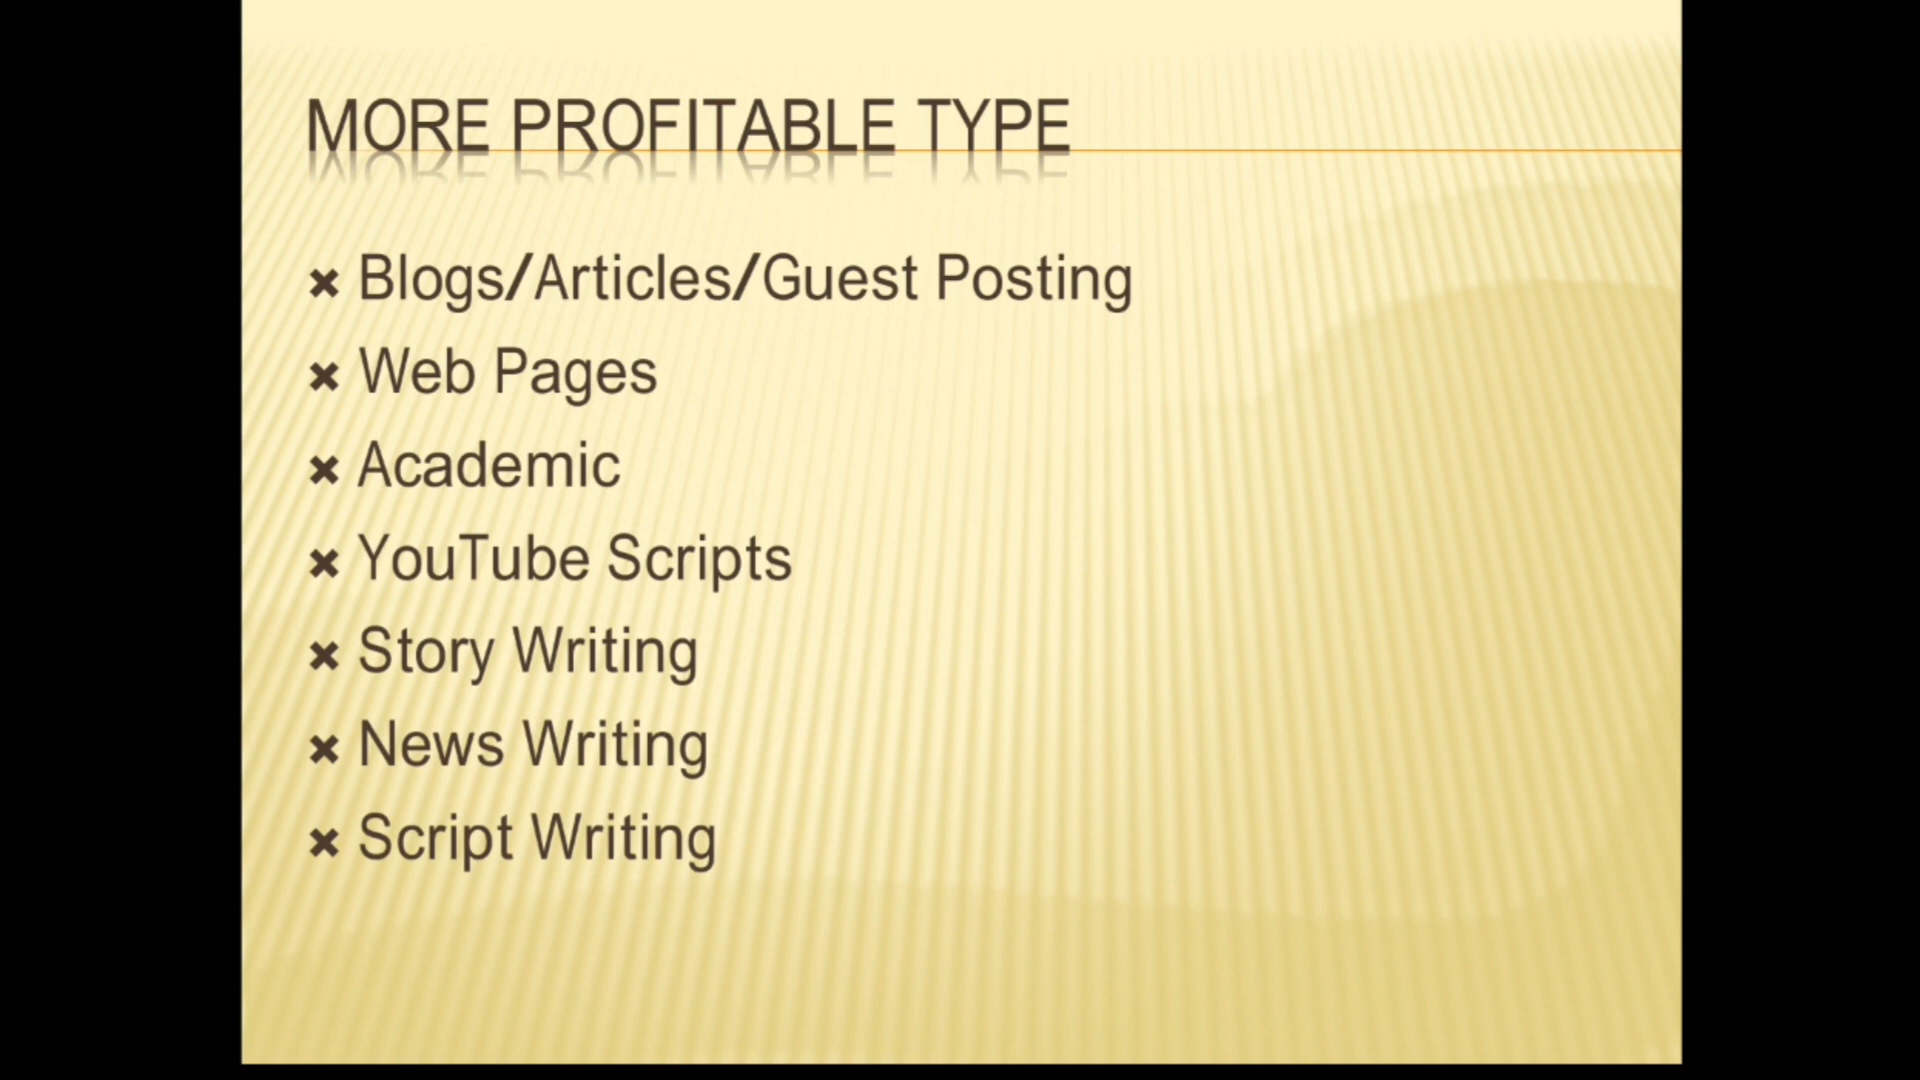 MORE PROFITABLE TYPE
Blogs/Articles/Guest Posting
Web Pages
Academic
YouTube Scripts
Story Writing
News Writing
Script Writing